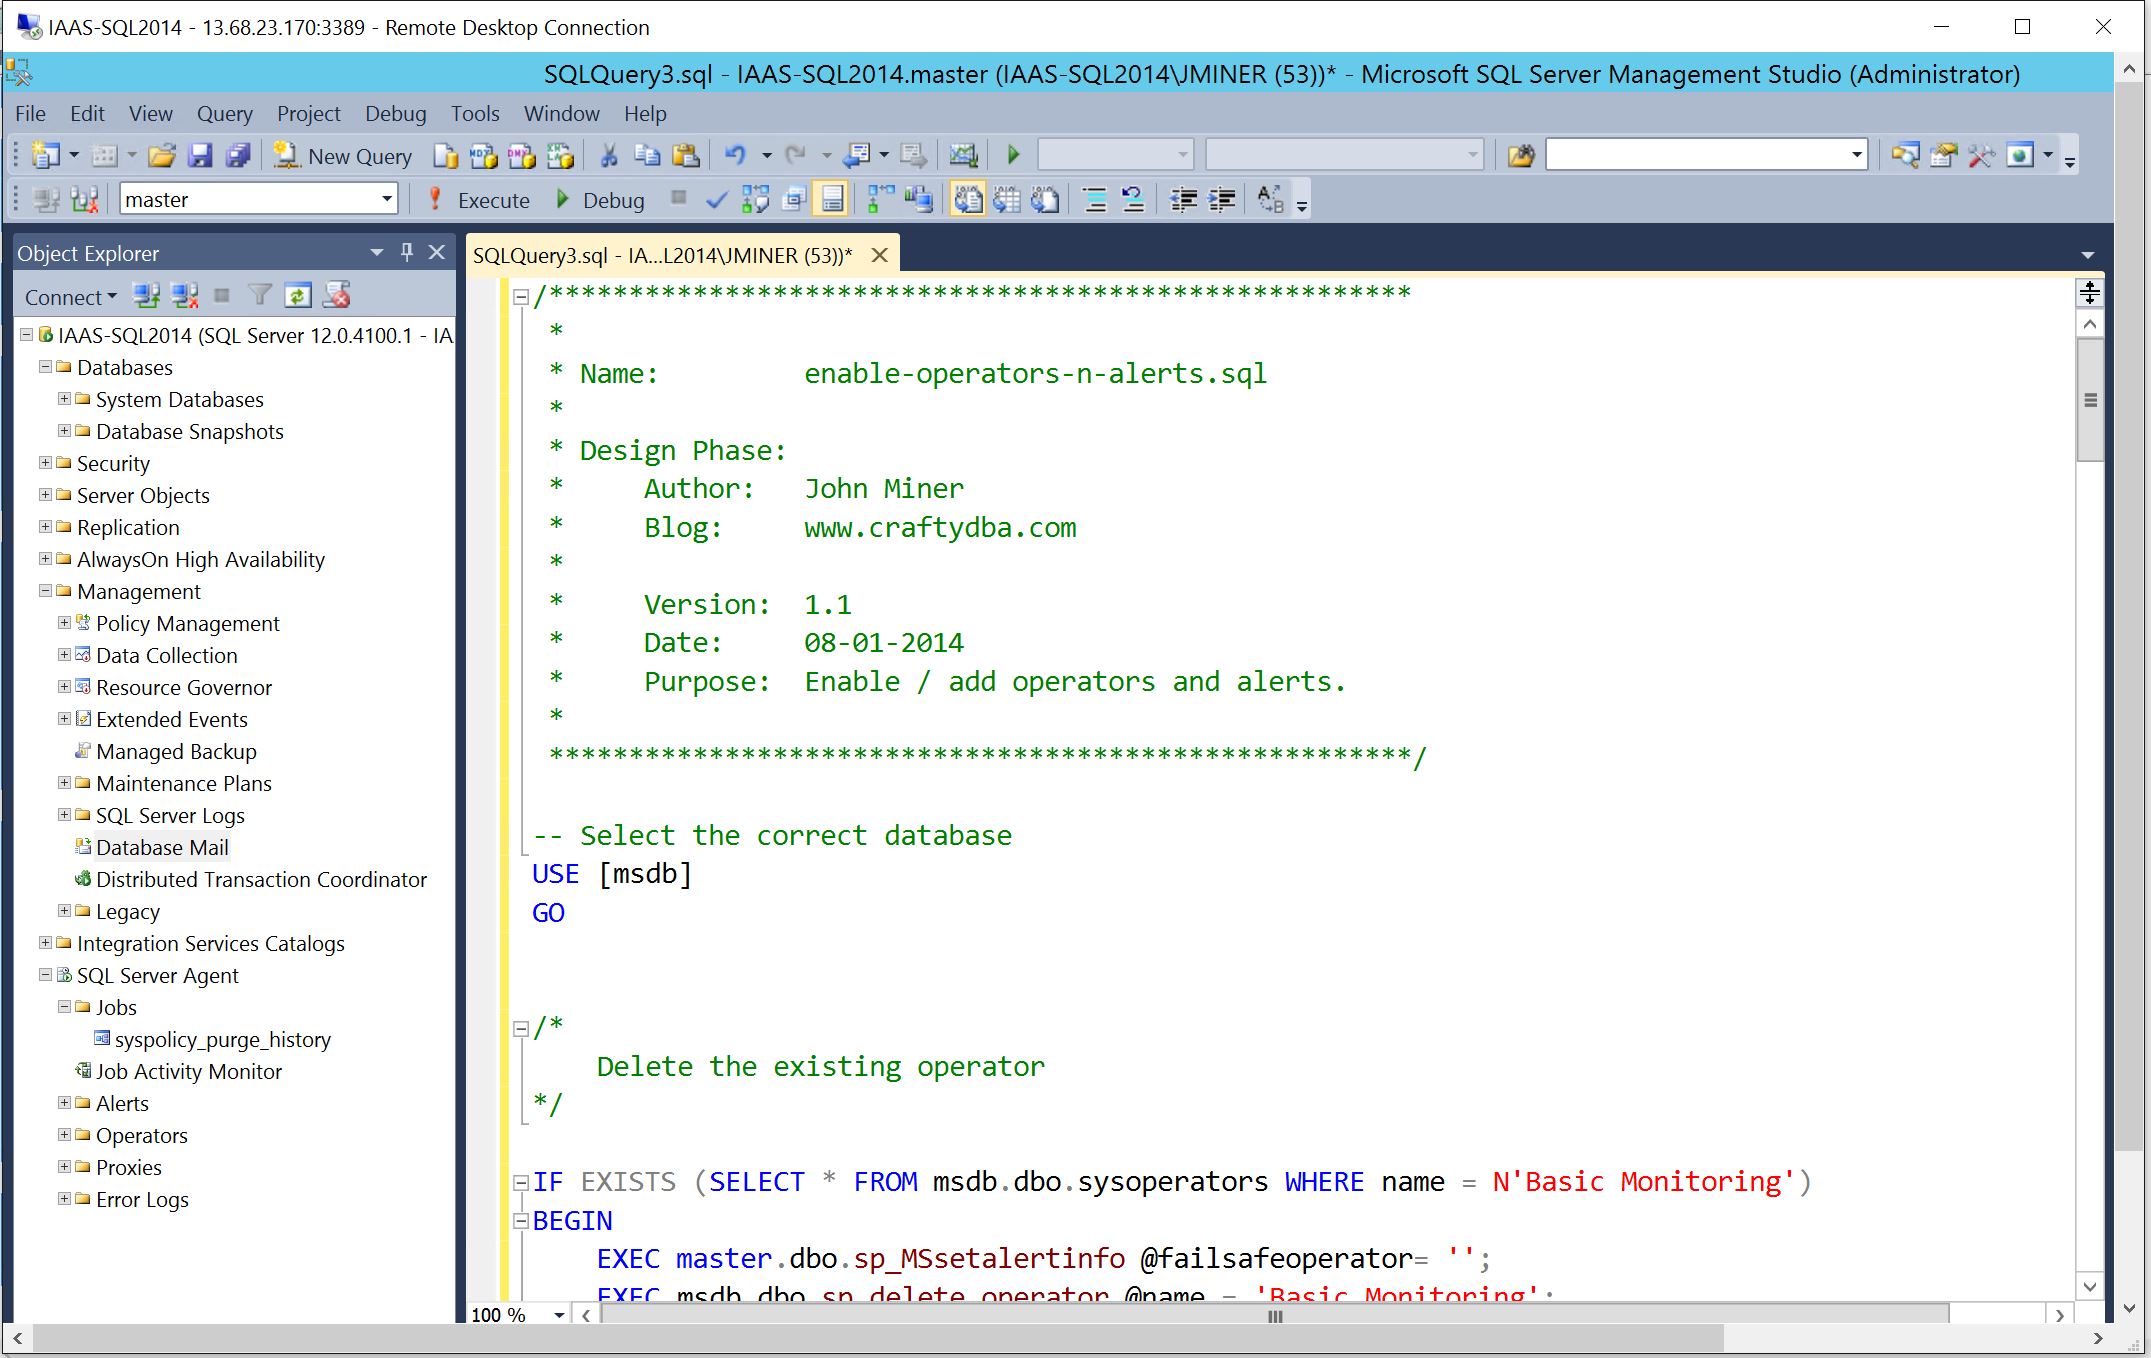 IAAS-SQL2014 - 13.68.23.170:3389 - Remote Desktop Connection
SQLQuery3.sql - IAAS-SQL2014.master (IAAS-SQL2014\JMINER (53))* - Microsoft SQL Server Management Studio (Administrator)
File Edit View Query Project Debug Tools Window Help
New Query
master Execute Debug
Object Explorer
Connect
IAAS-SQL2014 (SQL Server 12.0.4100.1 - IA
Databases
System Databases
Database Snapshots
Security
Server Objects
Replication
AlwaysOn High Availability
Management
Policy Management
Data Collection
Resource Governor
Extended Events
Managed Backup
Maintenance Plans
SQL Server Logs
Database Mail
Distributed Transaction Coordinator
Legacy
Integration Services Catalogs
SQL Server Agent
Jobs
syspolicy_purge_history
Job Activity Monitor
Alerts
Operators
Proxies
Error Logs
SQLQuery3.sql - IA...L2014\JMINER (53))*
/******************************************************
 *
 * Name:         enable-operators-n-alerts.sql
 *
 * Design Phase:
 *     Author:   John Miner
 *     Blog:     www.craftydba.com
 *
 *     Version:  1.1
 *     Date:     08-01-2014
 *     Purpose:  Enable / add operators and alerts.
 *
 ******************************************************/
-- Select the correct database
USE [msdb]
GO
/*
    Delete the existing operator
*/
IF EXISTS (SELECT * FROM msdb.dbo.sysoperators WHERE name = N'Basic Monitoring')
BEGIN
    EXEC master.dbo.sp_MSsetalertinfo @failsafeoperator= '';
    EXEC msdb.dbo.sp_delete_operator @name = 'Basic Monitoring';
100 %